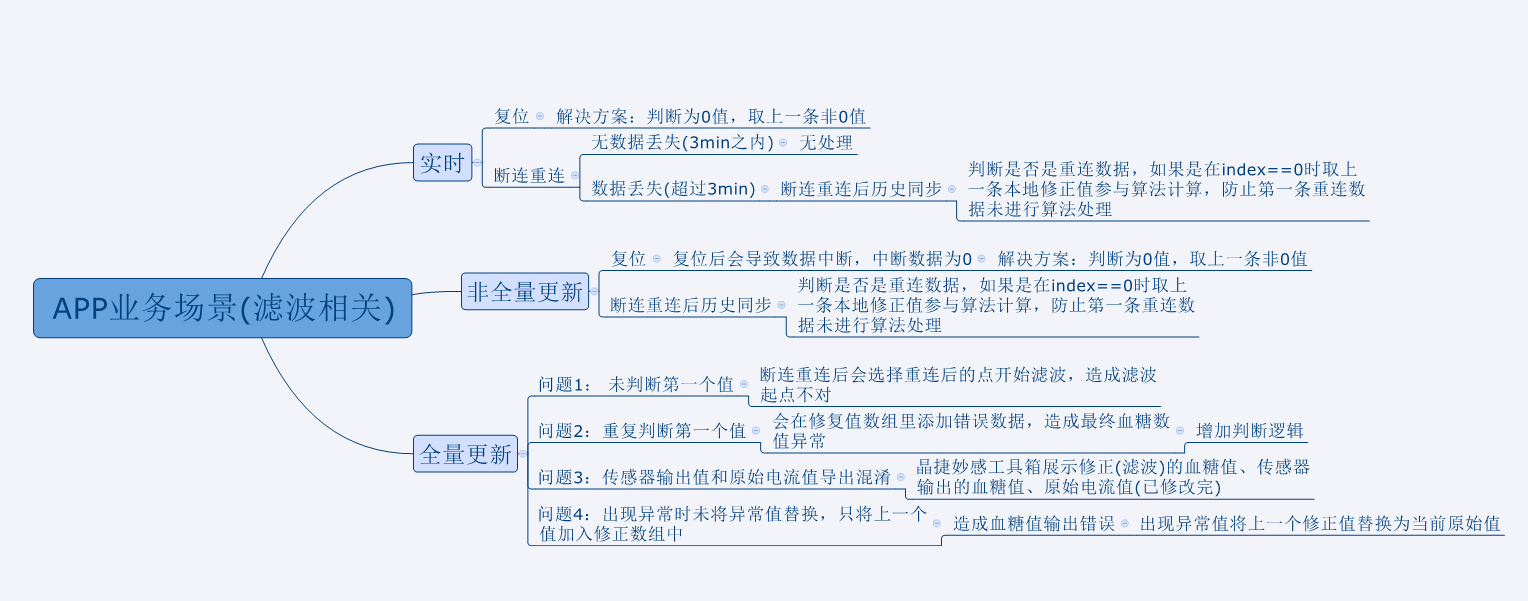 APP业务场景(滤波相关)
实时
复位
解决方案：判断为0值，取上一条非0值
断连重连
无数据丢失(3min之内)
无处理
数据丢失(超过3min)
断连重连后历史同步
判断是否是重连数据，如果是在index==0时取上
一条本地修正值参与算法计算，防止第一条重连数
据未进行算法处理
非全量更新
复位
复位后会导致数据中断，中断数据为0
解决方案：判断为0值，取上一条非0值
断连重连后历史同步
判断是否是重连数据，如果是在index==0时取上
一条本地修正值参与算法计算，防止第一条重连数
据未进行算法处理
全量更新
问题1： 未判断第一个值
断连重连后会选择重连后的点开始滤波，造成滤波
起点不对
问题2：重复判断第一个值
会在修复值数组里添加错误数据，造成最终血糖数
值异常
增加判断逻辑
问题3：传感器输出值和原始电流值导出混淆
晶捷妙感工具箱展示修正(滤波)的血糖值、传感器
输出的血糖值、原始电流值(已修改完)
问题4：出现异常时未将异常值替换，只将上一个
值加入修正数组中
造成血糖值输出错误
出现异常值将上一个修正值替换为当前原始值